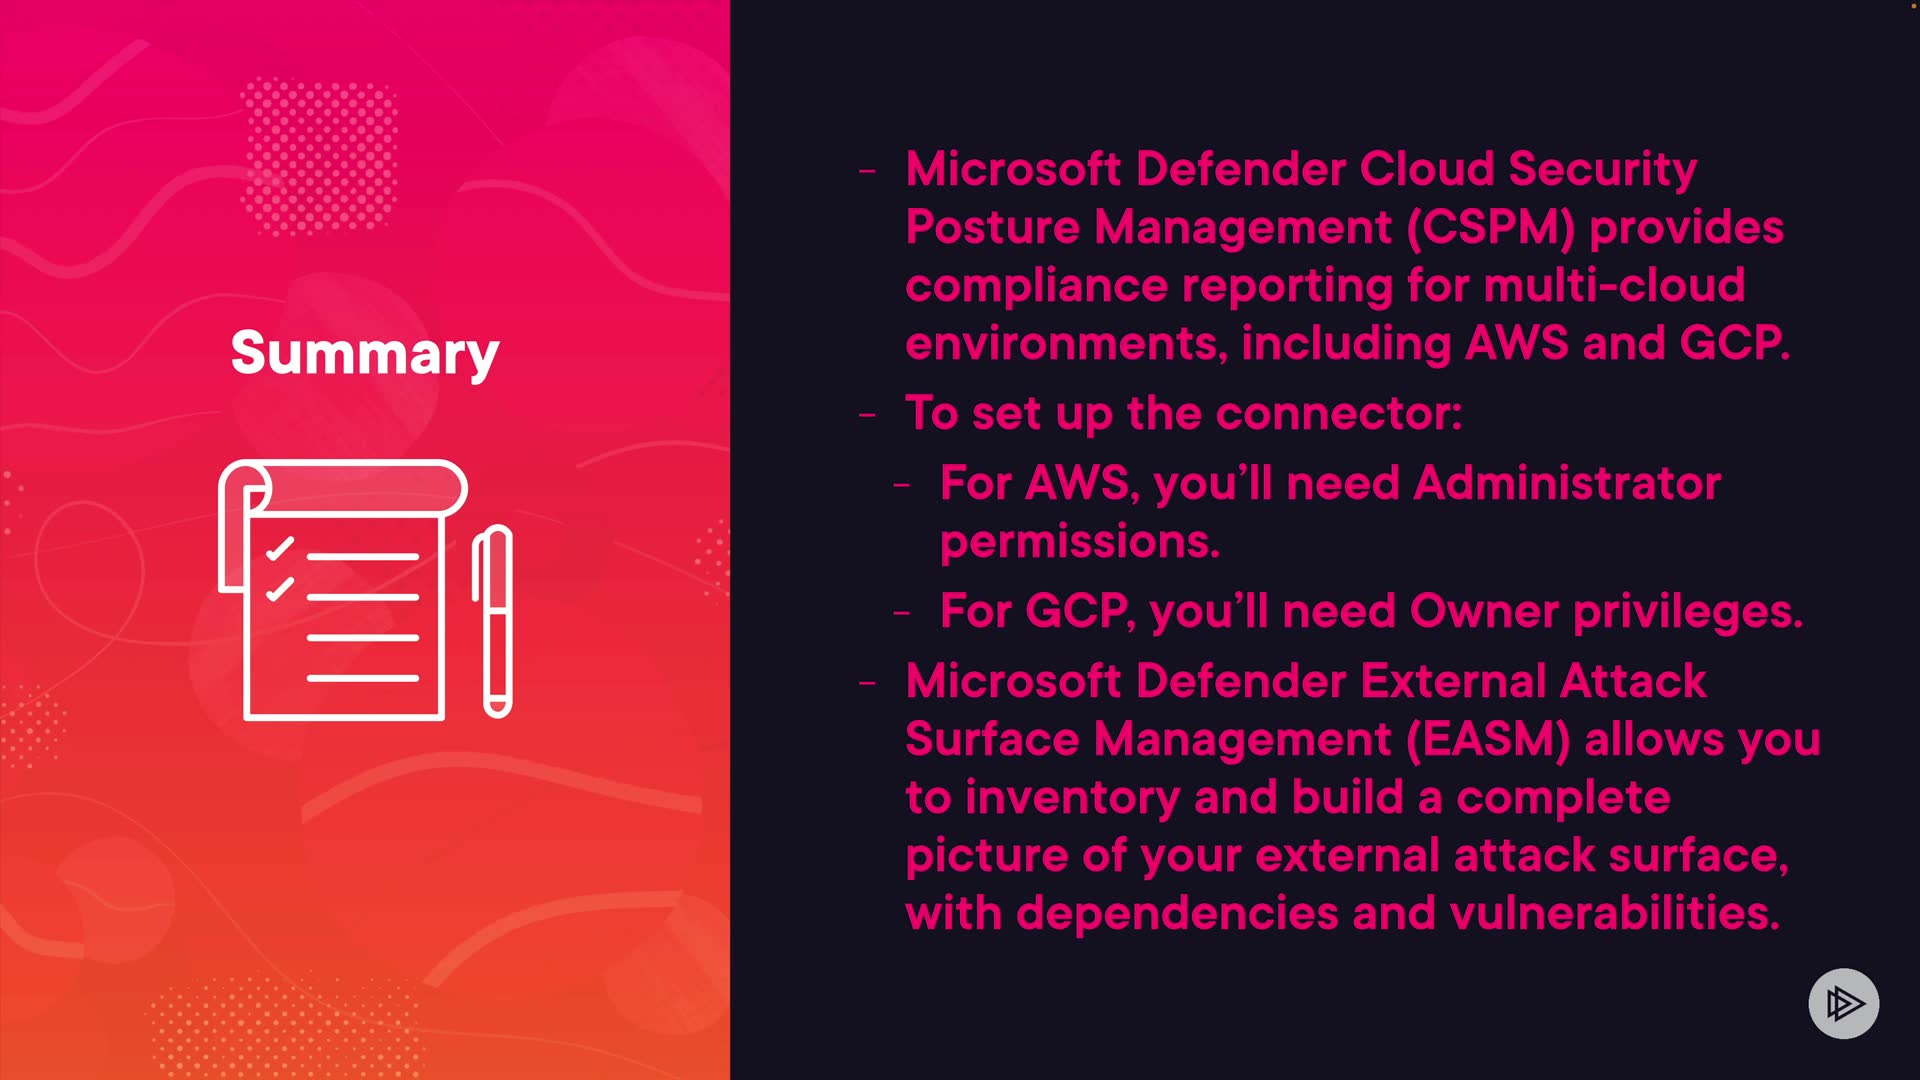 Summary
- Microsoft Defender Cloud Security
Posture Management (CSPM) provides
compliance reporting for multi-cloud
environments, including AWS and GCP.
- To set up the connector:
- For AWS, you’ll need Administrator
permissions.
- For GCP, you’ll need Owner privileges.
- Microsoft Defender External Attack
Surface Management (EASM) allows you
to inventory and build a complete
picture of your external attack surface,
with dependencies and vulnerabilities.